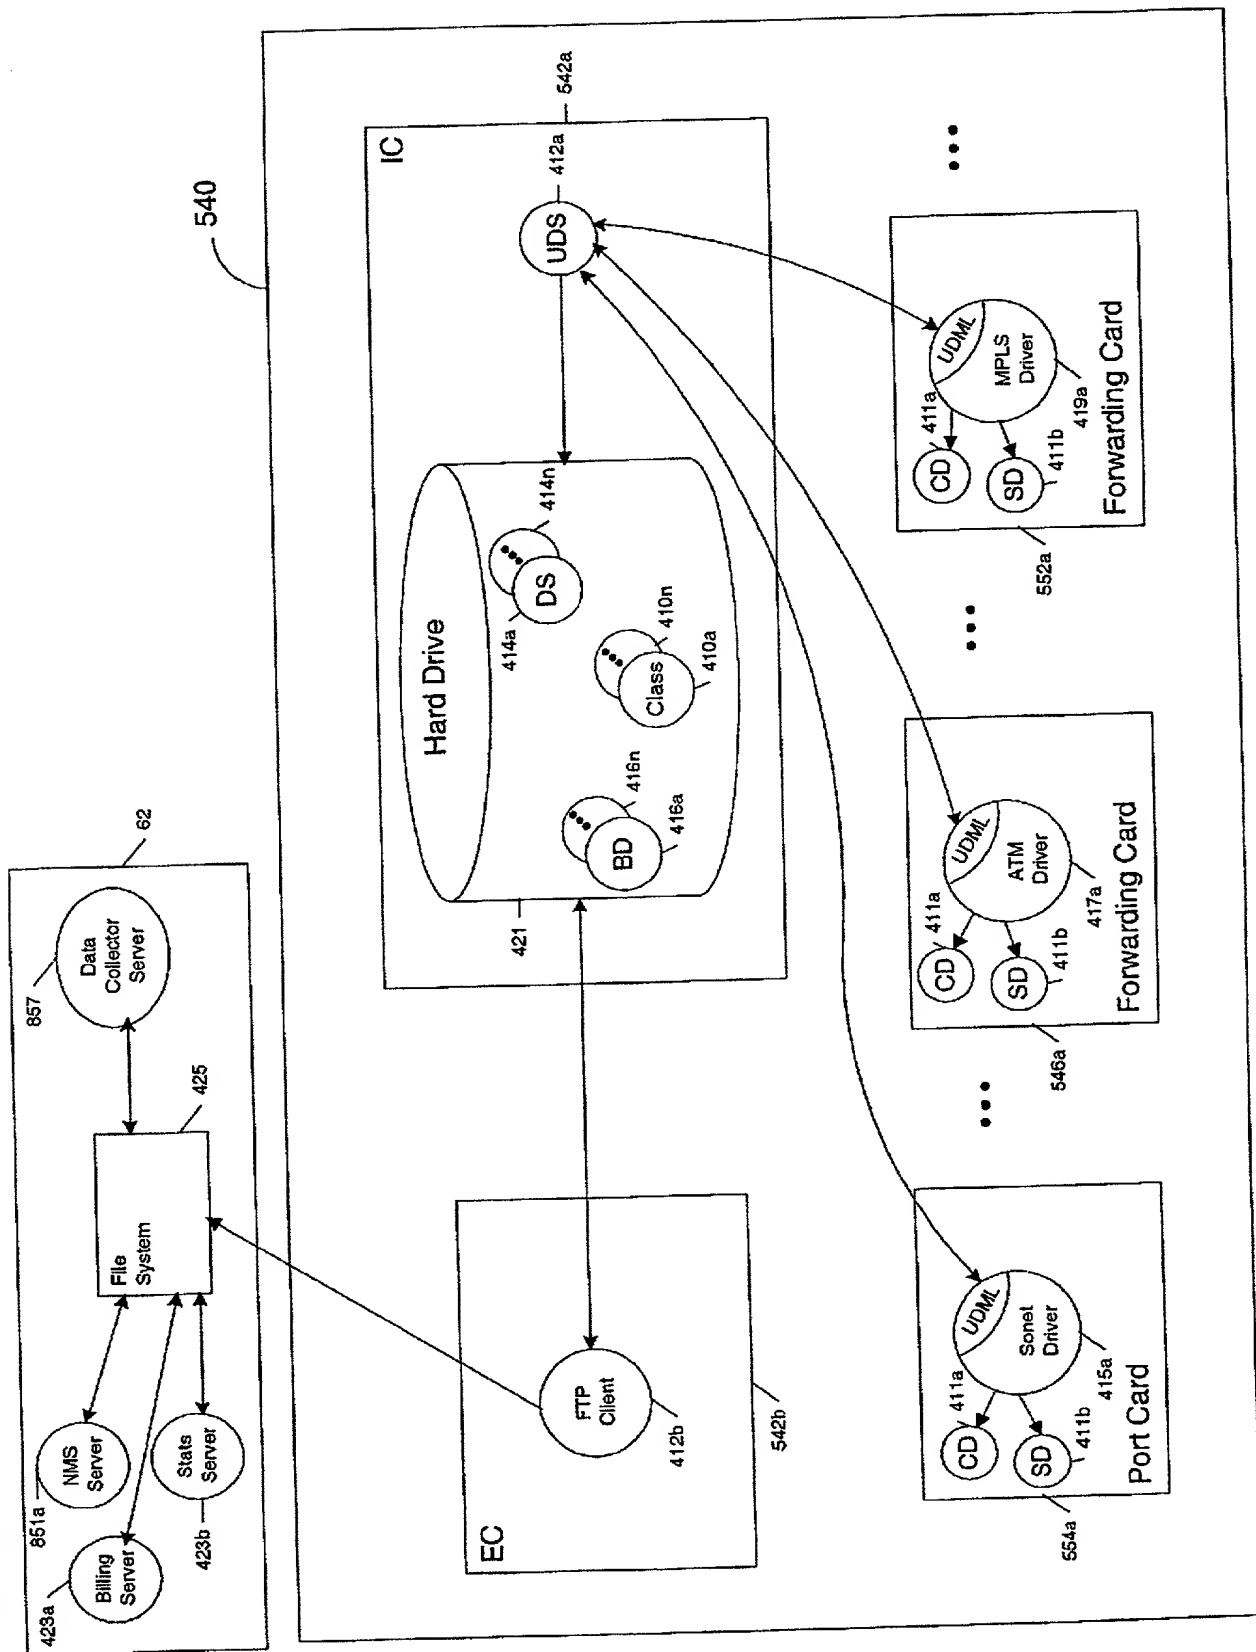 62
857
Data
Collector
Server
425
File
System
851a
NMS
Server
423a
Billing
Server
Stats
Server
423b
540
542a
IC
412a
UDS
Hard Drive
421
414n
DS
414a
410n
Class
410a
416n
BD
416a
EC
FTP
Client
412b
542b
UDML
Sonet
Driver
411a
CD
SD
411b
415a
Port Card
554a
UDML
ATM
Driver
411a
CD
SD
411b
417a
Forwarding Card
546a
UDML
MPLS
Driver
411a
CD
SD
411b
419a
Forwarding Card
552a